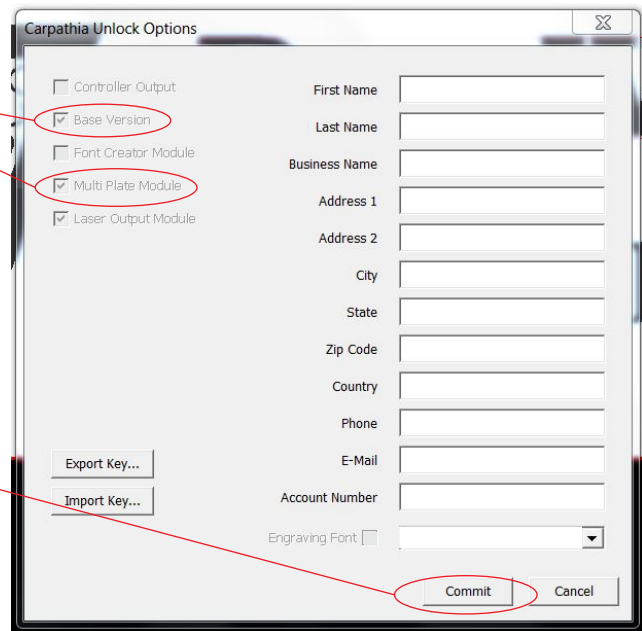 Carpathia Unlock Options
Controller Output
Base Version
Font Creator Module
Multi Plate Module
Laser Output Module
First Name
Last Name
Business Name
Address 1
Address 2
City
State
Zip Code
Country
Phone
E-Mail
Account Number
Engraving Font
Export Key...
Import Key...
Commit
Cancel